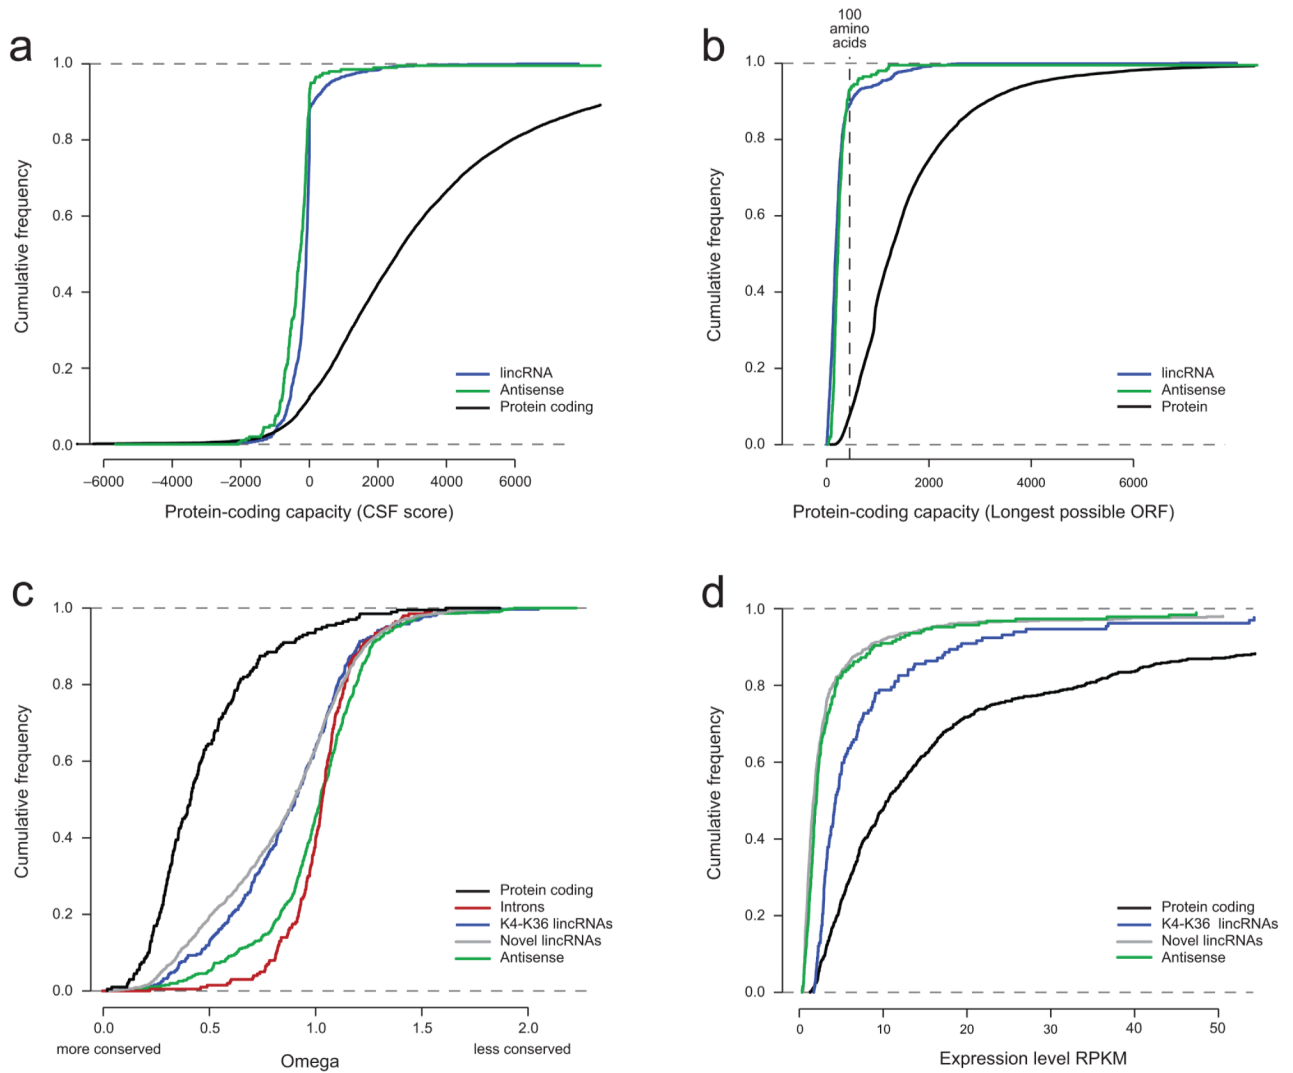 a
1.0
0.8
0.6
0.4
0.2
0.0
Cumulative frequency
lincRNA
Antisense
Protein coding
–6000 –4000 –2000 0 2000 4000 6000
Protein-coding capacity (CSF score)
b
100
amino
acids
1.0
0.8
0.6
0.4
0.2
0.0
Cumulative frequency
lincRNA
Antisense
Protein
0 2000 4000 6000
Protein-coding capacity (Longest possible ORF)
c
1.0
0.8
0.6
0.4
0.2
0.0
Cumulative frequency
Protein coding
Introns
K4-K36 lincRNAs
Novel lincRNAs
Antisense
0.0 0.5 1.0 1.5 2.0
more conserved less conserved
Omega
d
1.0
0.8
0.6
0.4
0.2
0.0
Cumulative frequency
Protein coding
K4-K36 lincRNAs
Novel lincRNAs
Antisense
0 10 20 30 40 50
Expression level RPKM